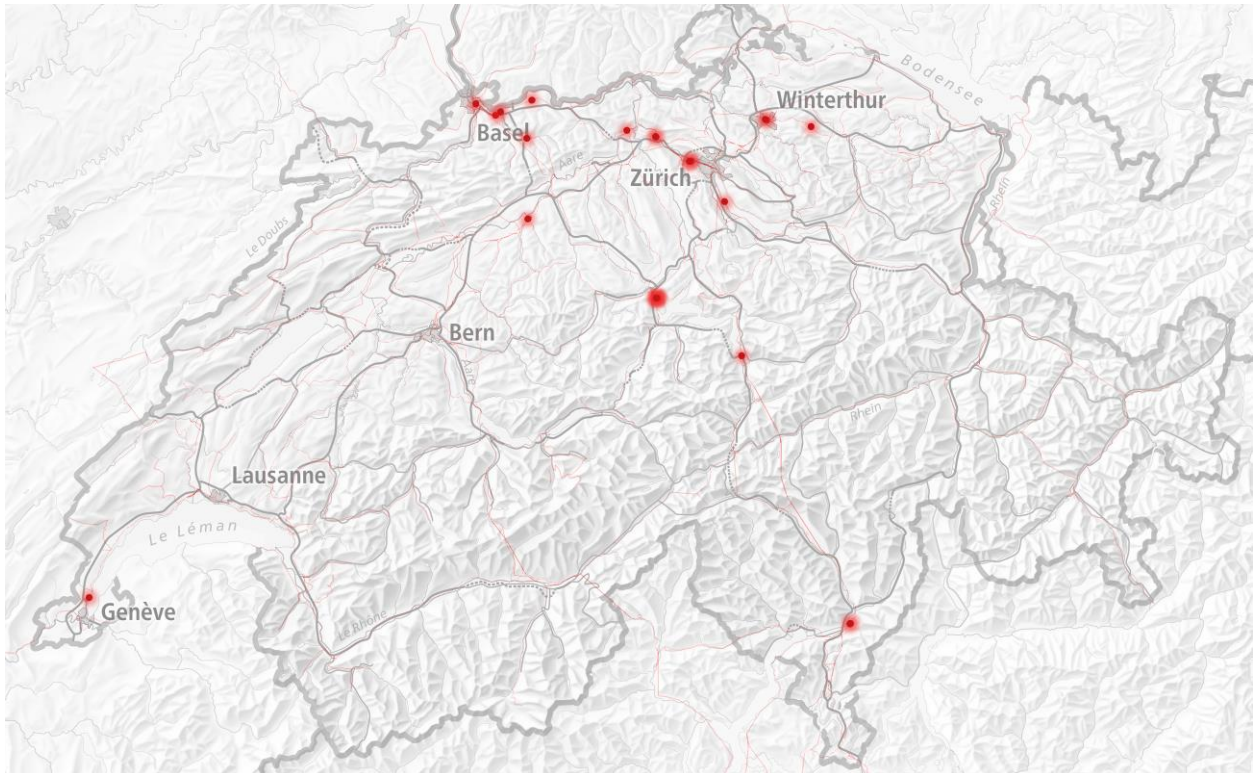 Bodensee
Winterthur
Basel
Aare
Zürich
Rhein
Le Doubs
Bern
Aare
Rhein
Lausanne
Le Léman
Genève
Le Rhône